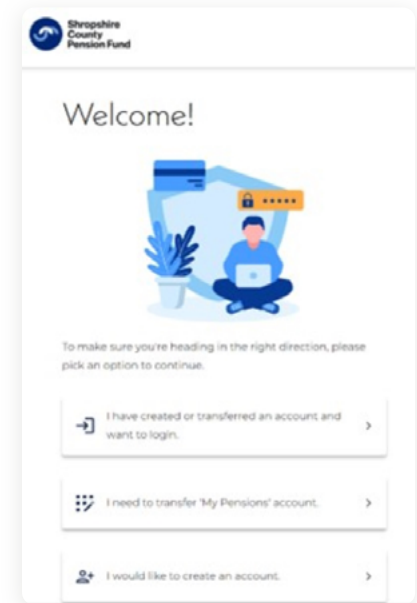 Shropshire
County
Pension Fund
Welcome!
To make sure you're heading in the right direction, please
pick an option to continue.
I have created or transferred an account and
want to login.
I need to transfer 'My Pensions' account.
I would like to create an account.